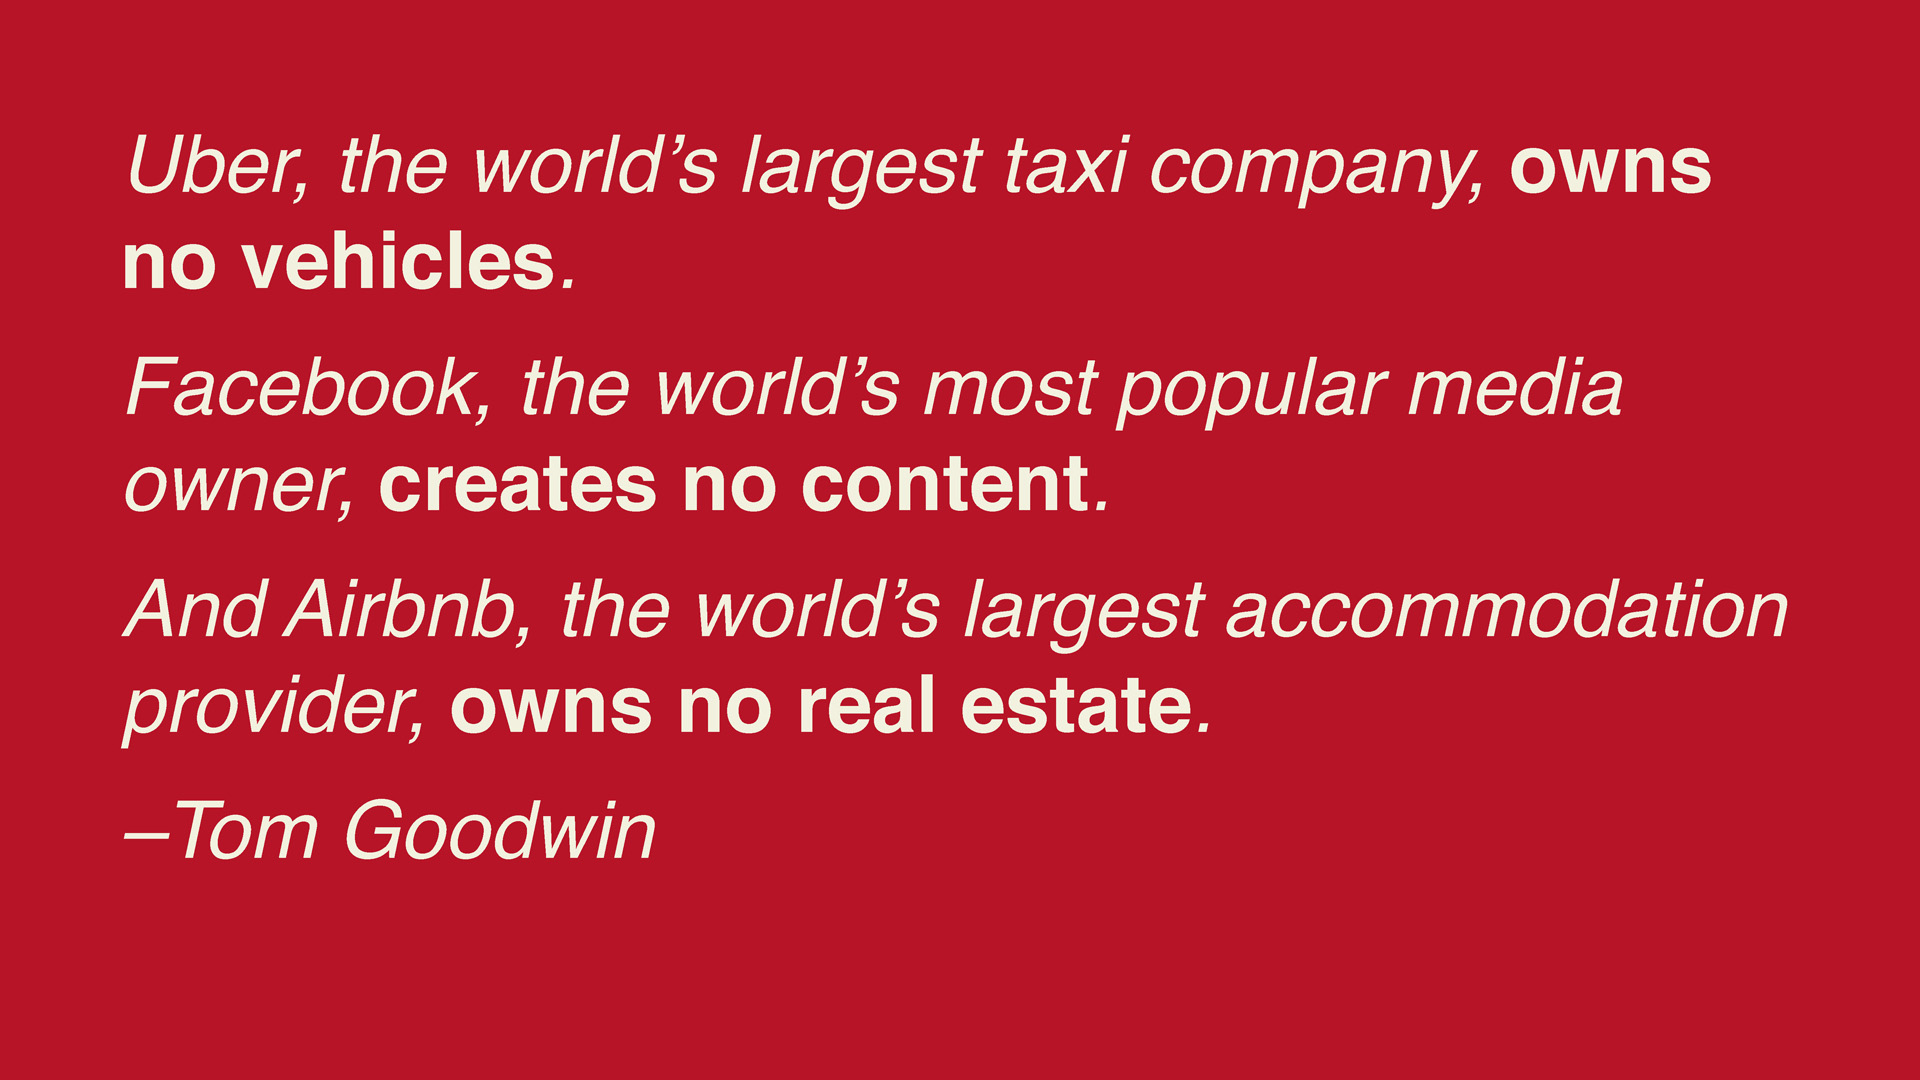 Uber, the world’s largest taxi company, owns
no vehicles.
Facebook, the world’s most popular media
owner, creates no content.
And Airbnb, the world’s largest accommodation
provider, owns no real estate.
–Tom Goodwin